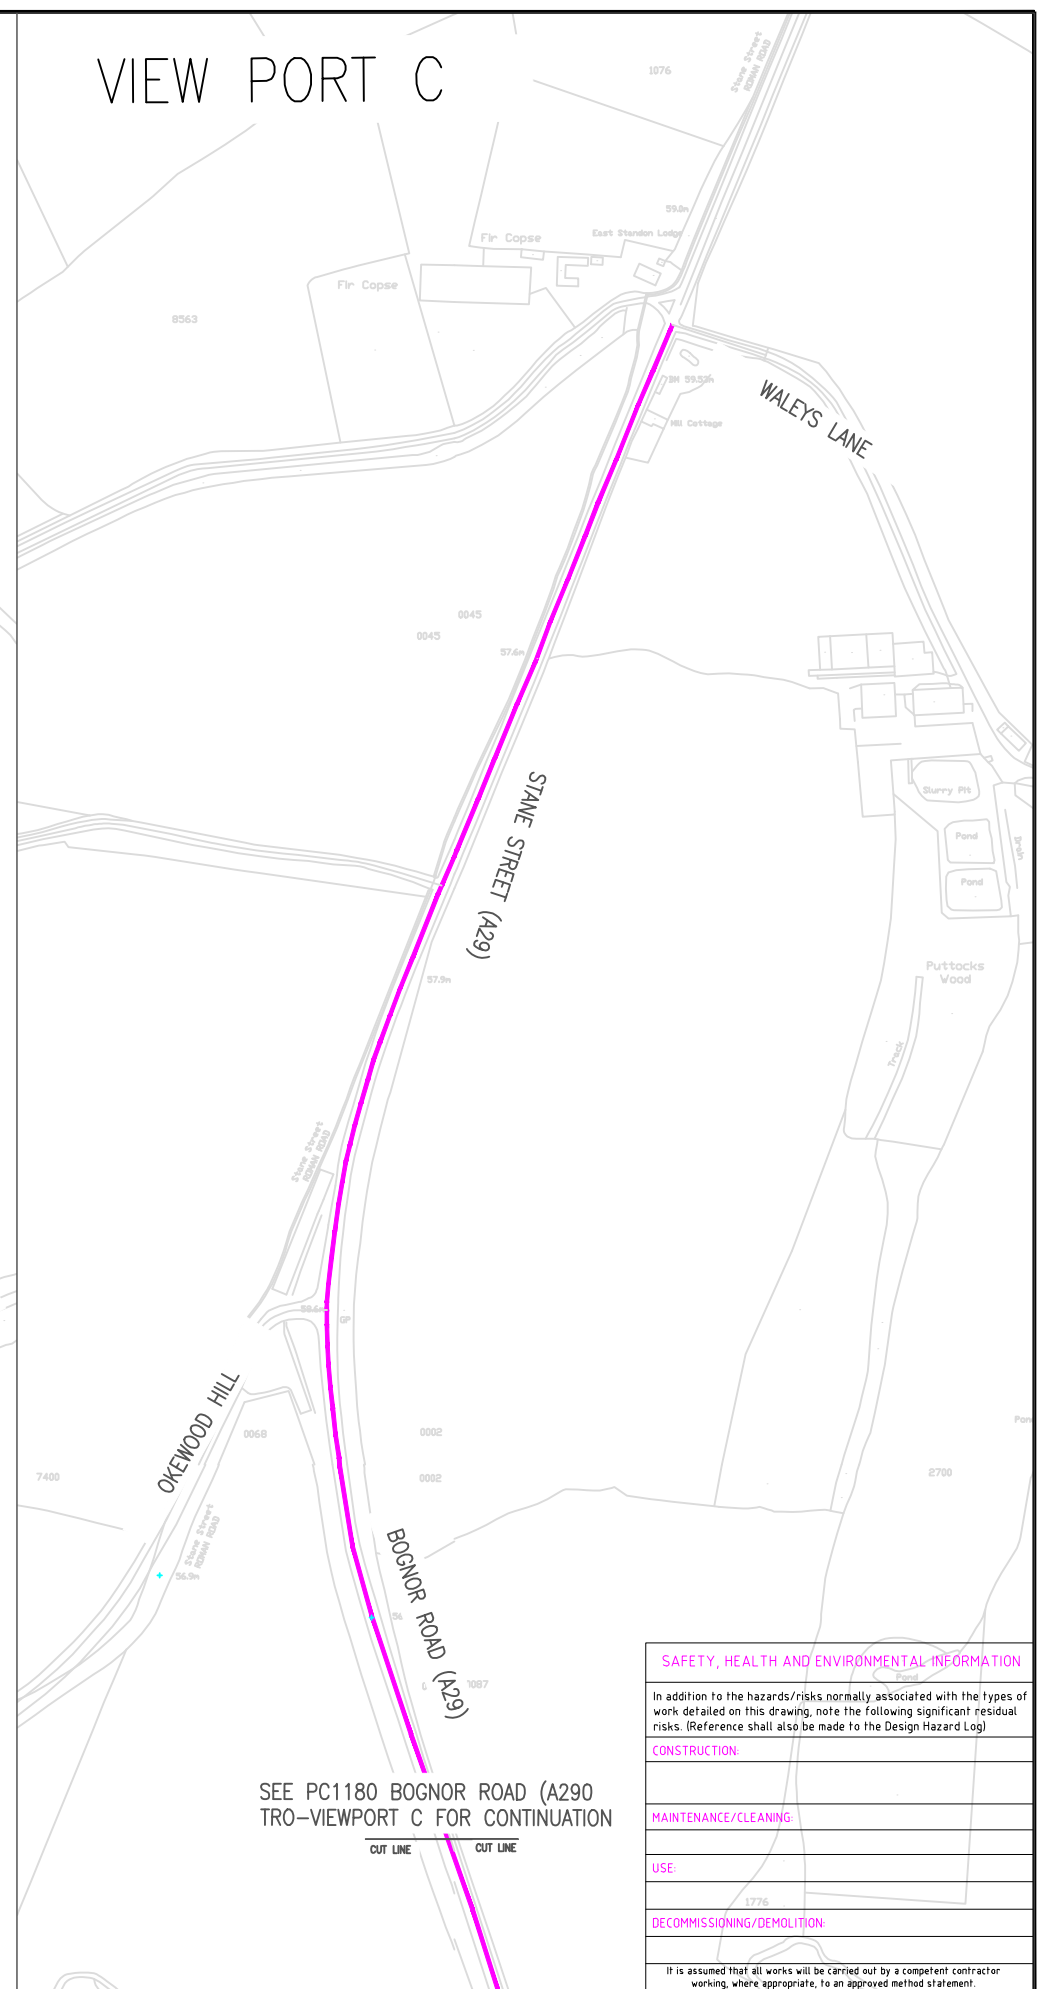 VIEW PORT C
1076
Stane Street
ROMAN ROAD
59.0m
East Standon Lodge
Fir Copse
Fir Copse
8563
BM 59.53m
Mill Cottage
WALEYS LANE
0045
0045
57.6m
STANE STREET (A29)
Slurry Pit
Pond
Drain
Pond
57.9m
Puttocks
Wood
Track
Stane Street
ROMAN ROAD
58.6m
GP
OKEWOOD HILL
0068
0002
Pond
7400
0002
2700
Stane Street
ROMAN ROAD
56.9m
BOGNOR ROAD (A29)
56
1087
SAFETY, HEALTH AND ENVIRONMENTAL INFORMATION
Pond
In addition to the hazards/risks normally associated with the types of
work detailed on this drawing, note the following significant residual
risks. (Reference shall also be made to the Design Hazard Log)
CONSTRUCTION:
SEE PC1180 BOGNOR ROAD (A290
TRO-VIEWPORT C FOR CONTINUATION
CUT LINE CUT LINE
MAINTENANCE/CLEANING:
USE:
1776
DECOMMISSIONING/DEMOLITION:
It is assumed that all works will be carried out by a competent contractor
working, where appropriate, to an approved method statement.